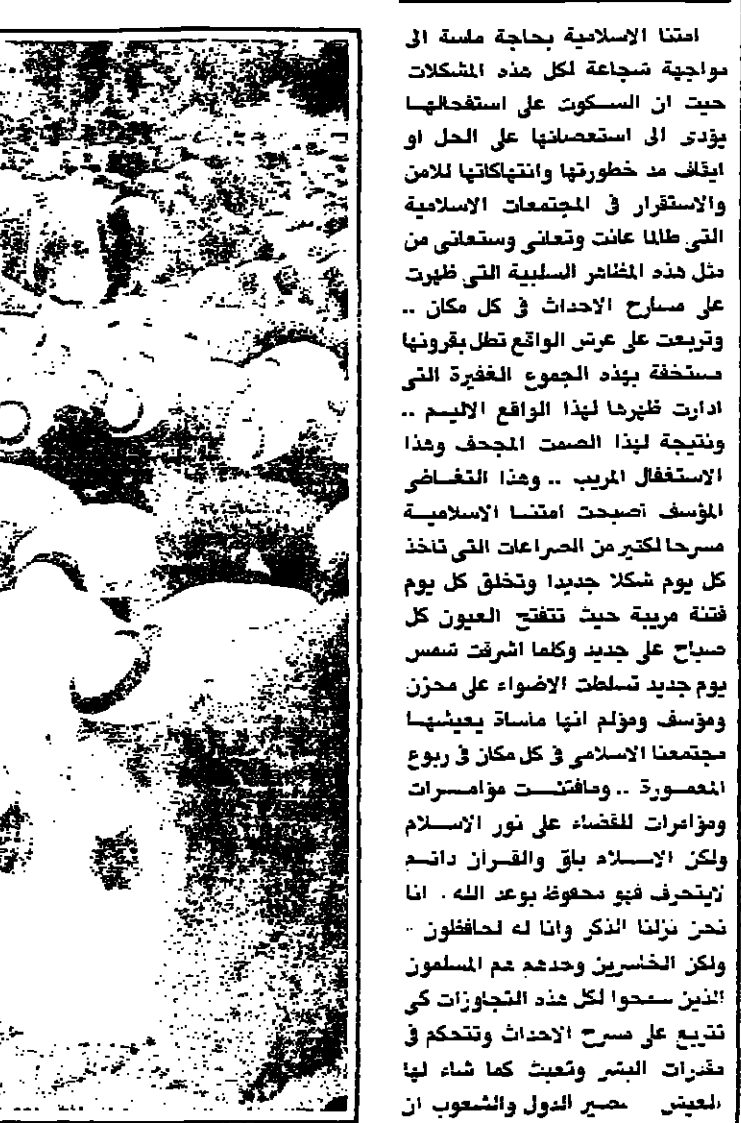 امتنا الاسلامية بحاجة ماسة الى
مواجهة شجاعة لكل هذه المشكلات
حيث ان السكوت على استفحالها
يؤدى الى استعصائها على الحل او
ايقاف مد خطورتها وانتهاكاتها للامن
والاستقرار في المجتمعات الاسلامية
التى طالما عانت وتعانى وستعانى من
مثل هذه المظاهر السلبية التى ظهرت
على مسارح الاحداث في كل مكان ..
وتربعت على عرش الواقع تطل بقرونها
مستخفة بهذه الجموع الغفيرة التى
ادارت ظهرها لهذا الواقع الاليم ..
ونتيجة لهذا الصمت المجحف وهذا
الاستغفال المريب .. وهذا التغاضى
المؤسف اصبحت امتنا الاسلامية
مسرحا لكثير من الصراعات التى تاخذ
كل يوم شكلا جديدا وتخلق كل يوم
فتنة مريبة حيث تتفتح العيون كل
صباح على جديد وكلما اشرقت شمس
يوم جديد تسلطت الاضواء على محزن
ومؤسف ومؤلم انها ماساة يعيشها
مجتمعنا الاسلامي في كل مكان في ربوع
المعمورة .. ومافتئت مؤامرات
ومؤامرات للقضاء على نور الاسلام
ولكن الاسلام باق والقرآن دائم
لايتحرف فهو محفوظ بوعد الله . انا
نحن نزلنا الذكر وانا له لحافظون ..
ولكن الخاسرين وحدهم هم المسلمون
الذين سمحوا لكل هذه التجاوزات كى
تتربع على مسرح الاحداث وتتحكم في
مقدرات البشر وتعبث كما شاء لها
مصير الدول والشعوب ان